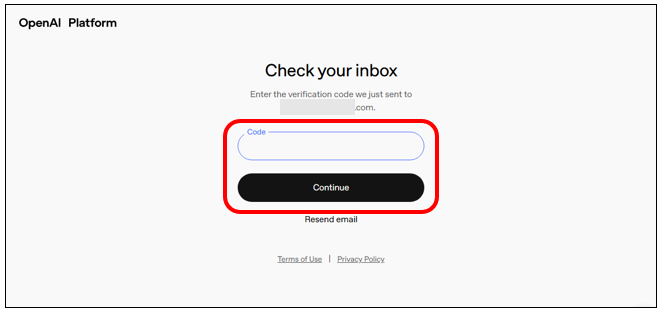 OpenAI Platform
Check your inbox
Enter the verification code we just sent to
.com.
Code
Continue
Resend email
Terms of Use | Privacy Policy